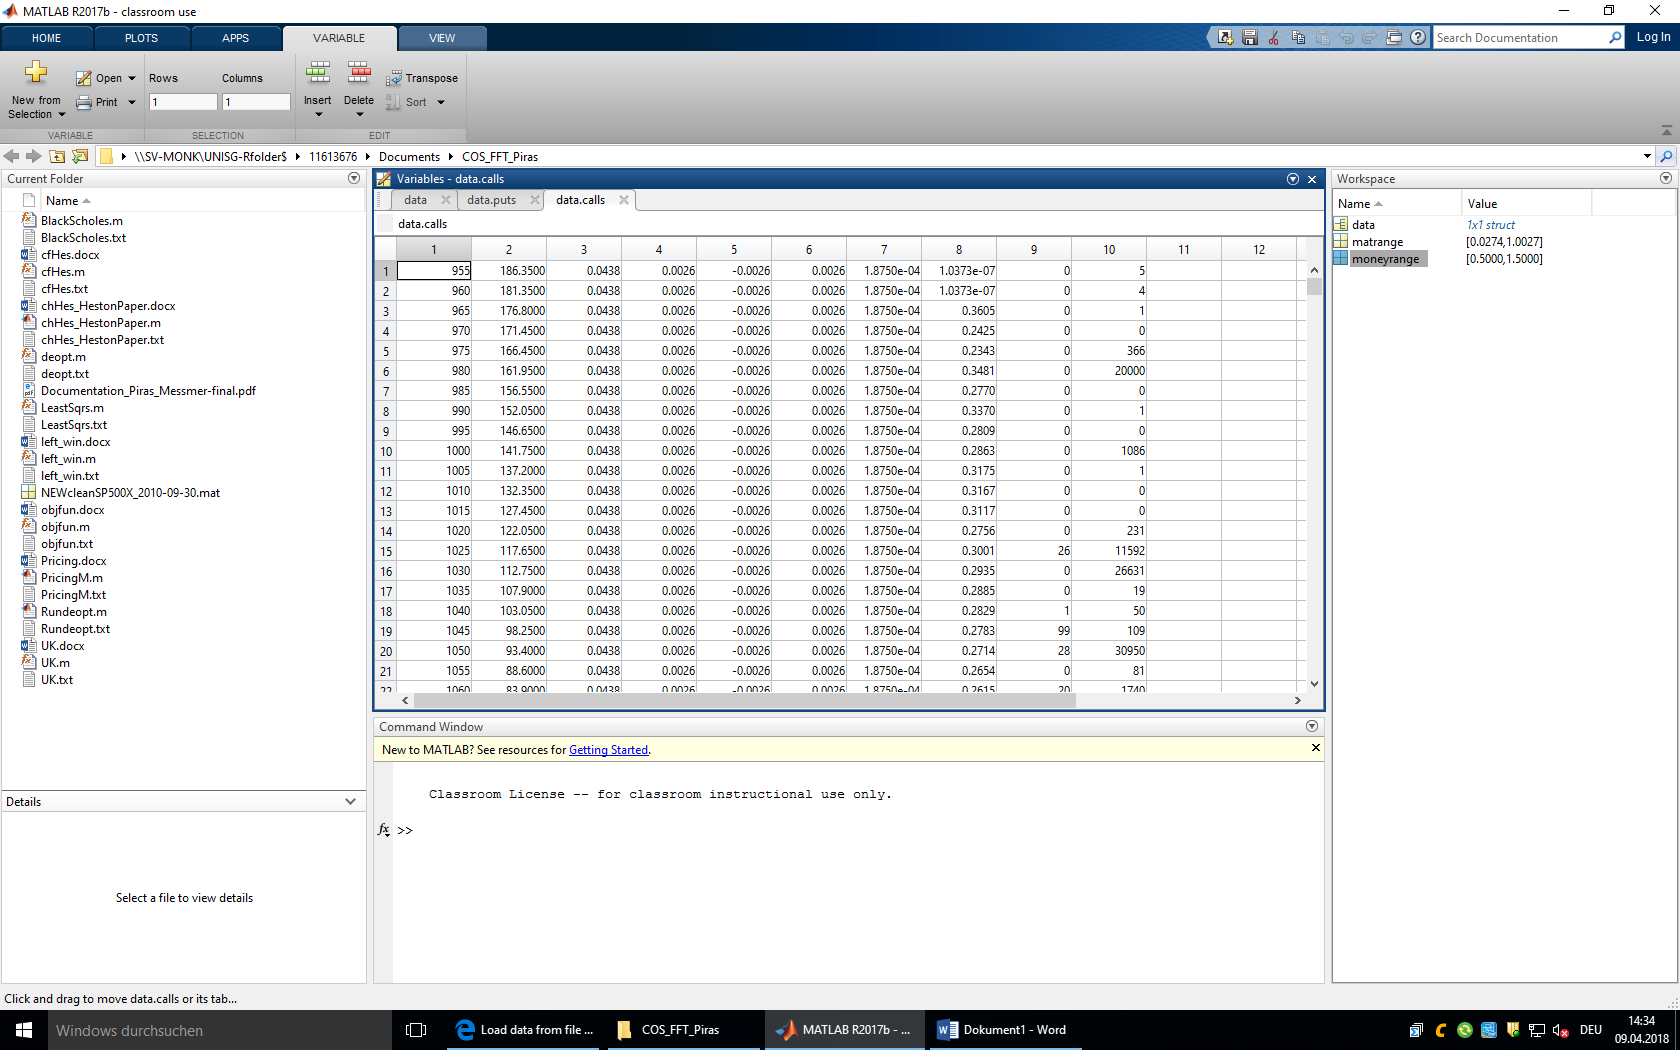 MATLAB R2017b - classroom use
HOME PLOTS APPS VARIABLE VIEW
Search Documentation Log In
New from Selection
Open
Print
Rows Columns
1 1
Insert Delete
Transpose
Sort
VARIABLE SELECTION EDIT
\\SV-MONK\UNISG-Rfolder$ 11613676 Documents COS_FFT_Piras
Current Folder
Name
BlackScholes.m
BlackScholes.txt
cfHes.docx
cfHes.m
cfHes.txt
chHes_HestonPaper.docx
chHes_HestonPaper.m
chHes_HestonPaper.txt
deopt.m
deopt.txt
Documentation_Piras_Messmer-final.pdf
LeastSqrs.m
LeastSqrs.txt
left_win.docx
left_win.m
left_win.txt
NEWcleanSP500X_2010-09-30.mat
objfun.docx
objfun.m
objfun.txt
Pricing.docx
PricingM.m
PricingM.txt
Rundeopt.m
Rundeopt.txt
UK.docx
UK.m
UK.txt
Details
Select a file to view details
Variables - data.calls
data data.puts data.calls
data.calls
1 2 3 4 5 6 7 8 9 10 11 12
1 955 186.3500 0.0438 0.0026 -0.0026 0.0026 1.8750e-04 1.0373e-07 0 5
2 960 181.3500 0.0438 0.0026 -0.0026 0.0026 1.8750e-04 1.0373e-07 0 4
3 965 176.8000 0.0438 0.0026 -0.0026 0.0026 1.8750e-04 0.3605 0 1
4 970 171.4500 0.0438 0.0026 -0.0026 0.0026 1.8750e-04 0.2425 0 0
5 975 166.4500 0.0438 0.0026 -0.0026 0.0026 1.8750e-04 0.2343 0 366
6 980 161.9500 0.0438 0.0026 -0.0026 0.0026 1.8750e-04 0.3481 0 20000
7 985 156.5500 0.0438 0.0026 -0.0026 0.0026 1.8750e-04 0.2770 0 0
8 990 152.0500 0.0438 0.0026 -0.0026 0.0026 1.8750e-04 0.3370 0 1
9 995 146.6500 0.0438 0.0026 -0.0026 0.0026 1.8750e-04 0.2809 0 0
10 1000 141.7500 0.0438 0.0026 -0.0026 0.0026 1.8750e-04 0.2863 0 1086
11 1005 137.2000 0.0438 0.0026 -0.0026 0.0026 1.8750e-04 0.3175 0 1
12 1010 132.3500 0.0438 0.0026 -0.0026 0.0026 1.8750e-04 0.3167 0 0
13 1015 127.4500 0.0438 0.0026 -0.0026 0.0026 1.8750e-04 0.3117 0 0
14 1020 122.0500 0.0438 0.0026 -0.0026 0.0026 1.8750e-04 0.2756 0 231
15 1025 117.6500 0.0438 0.0026 -0.0026 0.0026 1.8750e-04 0.3001 26 11592
16 1030 112.7500 0.0438 0.0026 -0.0026 0.0026 1.8750e-04 0.2935 0 26631
17 1035 107.9000 0.0438 0.0026 -0.0026 0.0026 1.8750e-04 0.2885 0 19
18 1040 103.0500 0.0438 0.0026 -0.0026 0.0026 1.8750e-04 0.2829 1 50
19 1045 98.2500 0.0438 0.0026 -0.0026 0.0026 1.8750e-04 0.2783 99 109
20 1050 93.4000 0.0438 0.0026 -0.0026 0.0026 1.8750e-04 0.2714 28 30950
21 1055 88.6000 0.0438 0.0026 -0.0026 0.0026 1.8750e-04 0.2654 0 81
22 1060 83.9000 0.0438 0.0026 -0.0026 0.0026 1.8750e-04 0.2615 20 1740
Command Window
New to MATLAB? See resources for Getting Started.
Classroom License -- for classroom instructional use only.
fx >>
Workspace
Name Value
data 1x1 struct
matrange [0.0274,1.0027]
moneyrange [0.5000,1.5000]
Click and drag to move data.calls or its tab...
Windows durchsuchen
Load data from file ...
COS_FFT_Piras
MATLAB R2017b - ...
Dokument1 - Word
DEU
14:34
09.04.2018